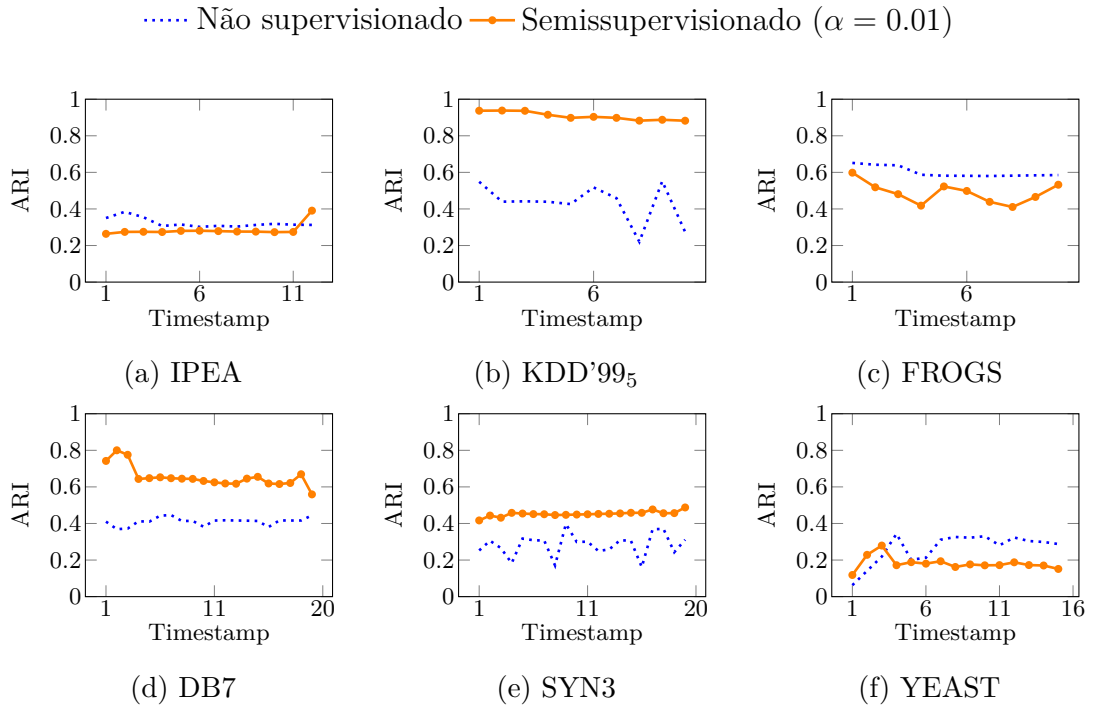 Não supervisionado Semissupervisionado (α = 0.01)
1
0.8
0.6
0.4
0.2
0
ARI
1 6 11
Timestamp
(a) IPEA
1
0.8
0.6
0.4
0.2
0
ARI
1 6
Timestamp
(b) KDD'99₅
1
0.8
0.6
0.4
0.2
0
ARI
1 6
Timestamp
(c) FROGS
1
0.8
0.6
0.4
0.2
0
ARI
1 11 20
Timestamp
(d) DB7
1
0.8
0.6
0.4
0.2
0
ARI
1 11 20
Timestamp
(e) SYN3
1
0.8
0.6
0.4
0.2
0
ARI
1 6 11 16
Timestamp
(f) YEAST